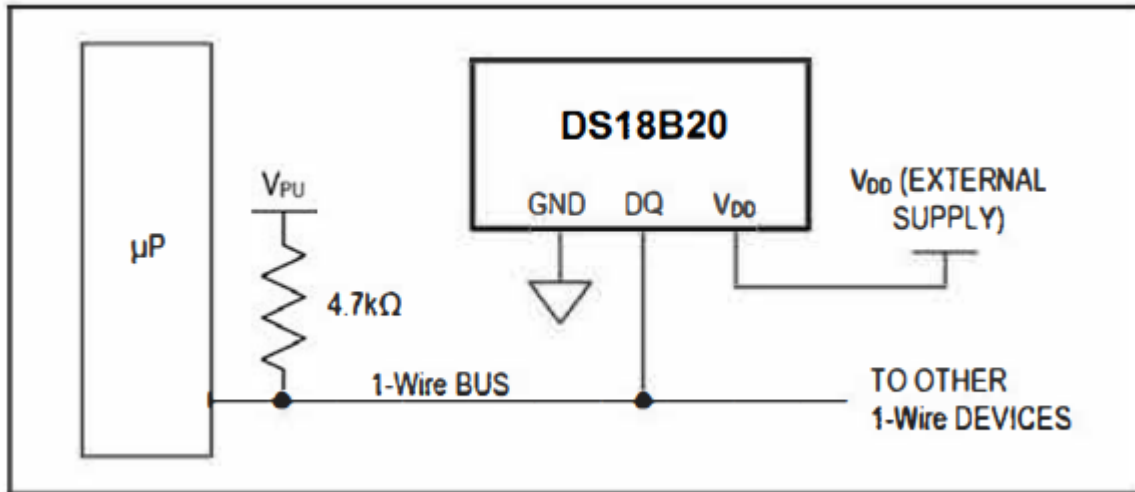 DS18B20
GND DQ VDD
VDD (EXTERNAL
SUPPLY)
VPU
µP
4.7kΩ
1-Wire BUS
TO OTHER
1-Wire DEVICES